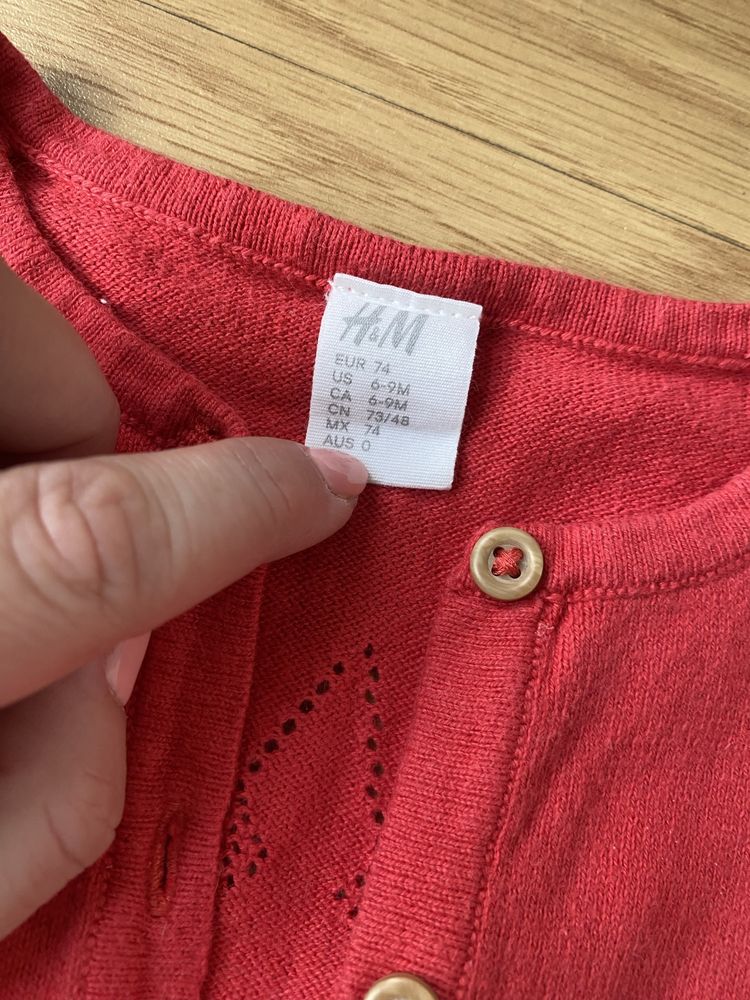 H&M
EUR 74
US 6-9M
CA 6-9M
CN 73/48
MX 74
AUS 0